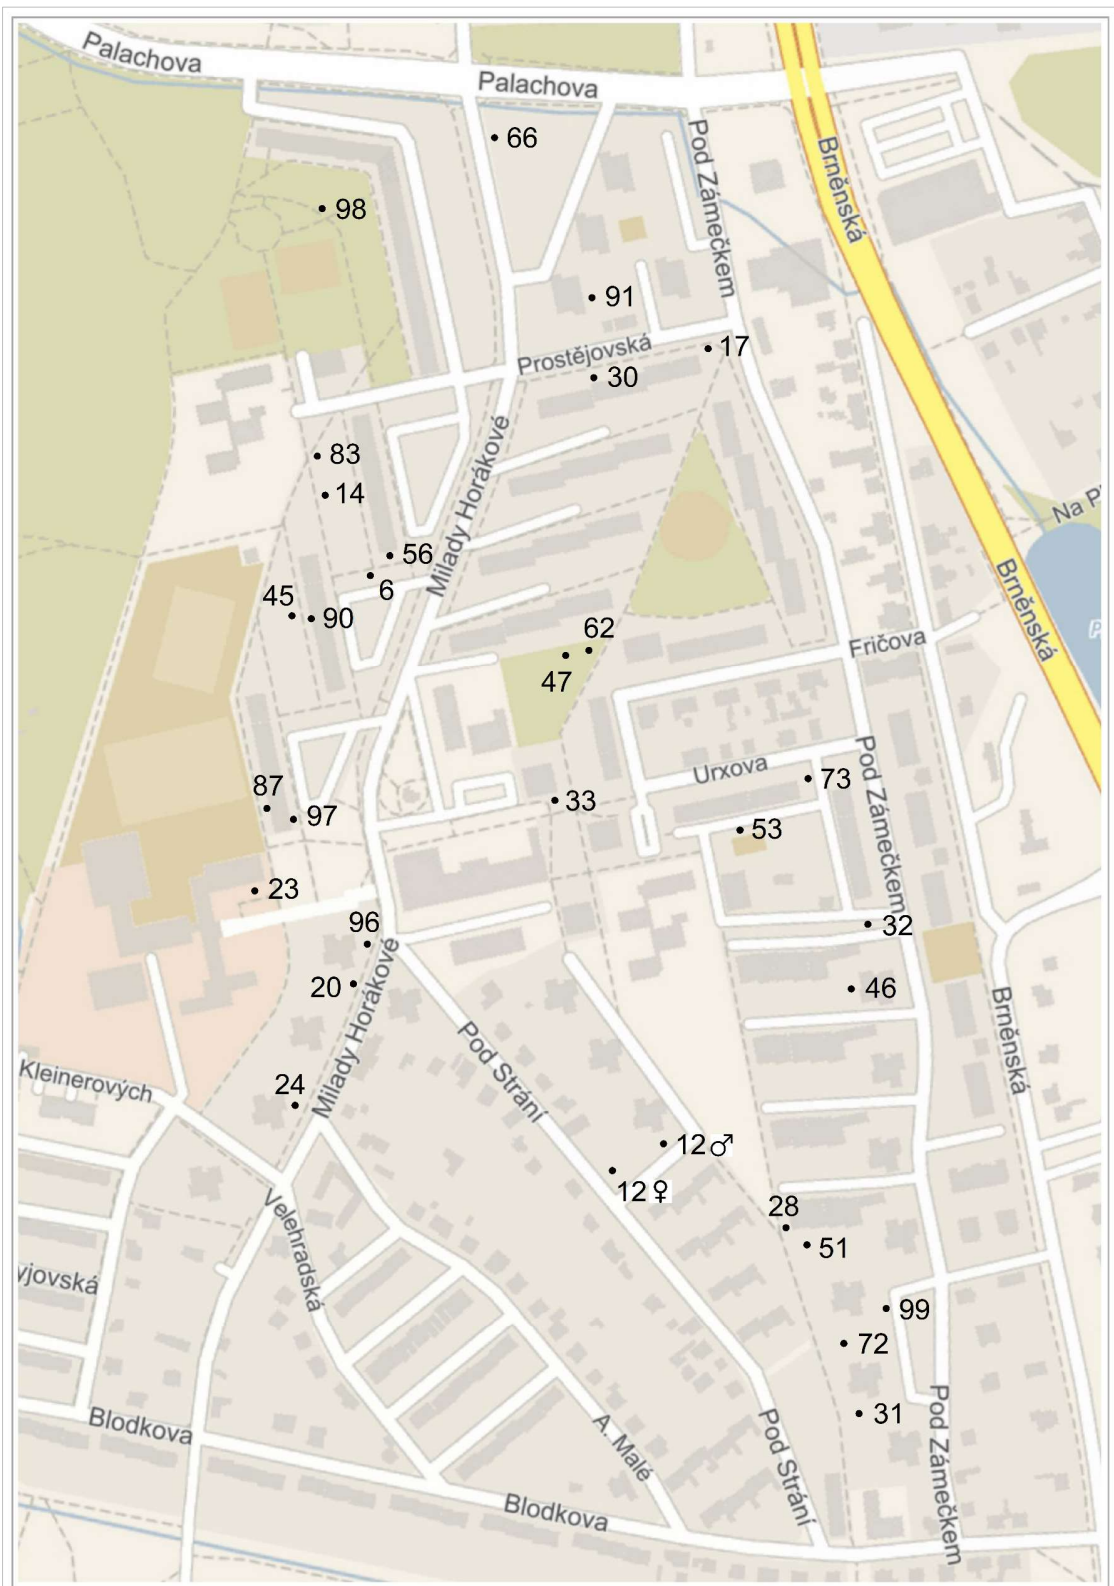 Palachova
Palachova
66
Pod Zámečkem
Brněnská
98
91
Prostějovská
17
30
Milady Horákové
83
14
Na Pl
56
6
45
90
Brněnská
62
47
Fričova
Urxova
73
Pod Zámečkem
87
97
33
53
23
96
32
20
Milady Horákové
46
Brněnská
Pod Strání
Kleinerových
24
12♂
12♀
Velehradská
28
51
yjovská
99
72
31
Blodkova
A. Malé
Pod Strání
Pod Zámečkem
Blodkova